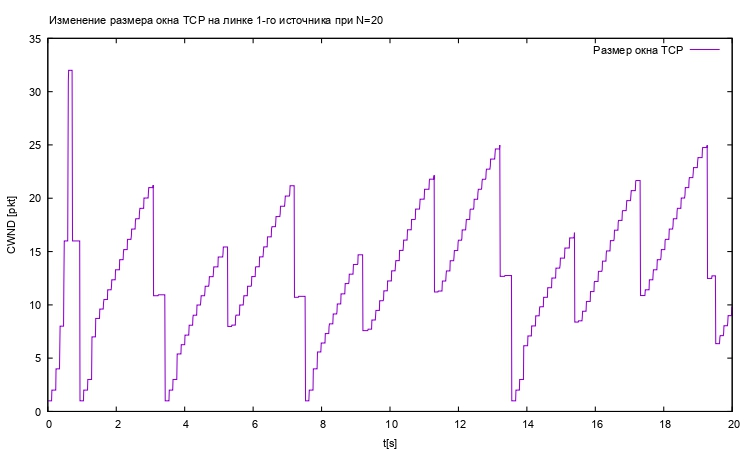 Изменение размера окна TCP на линке 1-го источника при N=20
Размер окна TCP
35
30
25
20
15
10
5
0
CWND [pkt]
0 2 4 6 8 10 12 14 16 18 20
t[s]